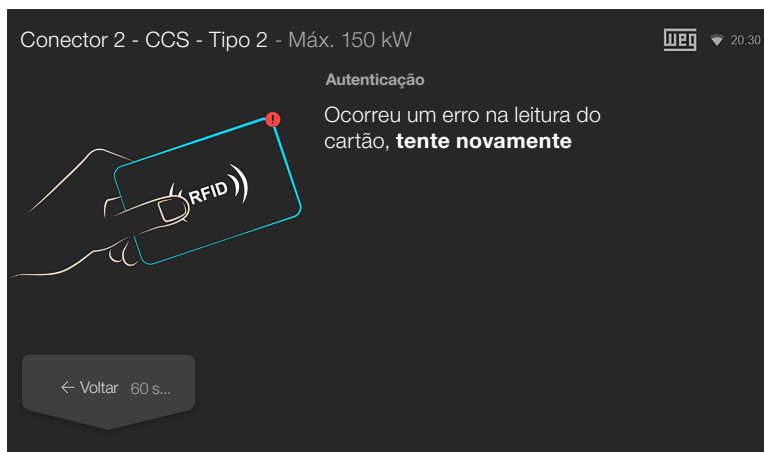 Conector 2 - CCS - Tipo 2 - Máx. 150 kW
weg 20:30
Autenticação
Ocorreu um erro na leitura do
cartão, tente novamente
RFID
← Voltar 60 s...